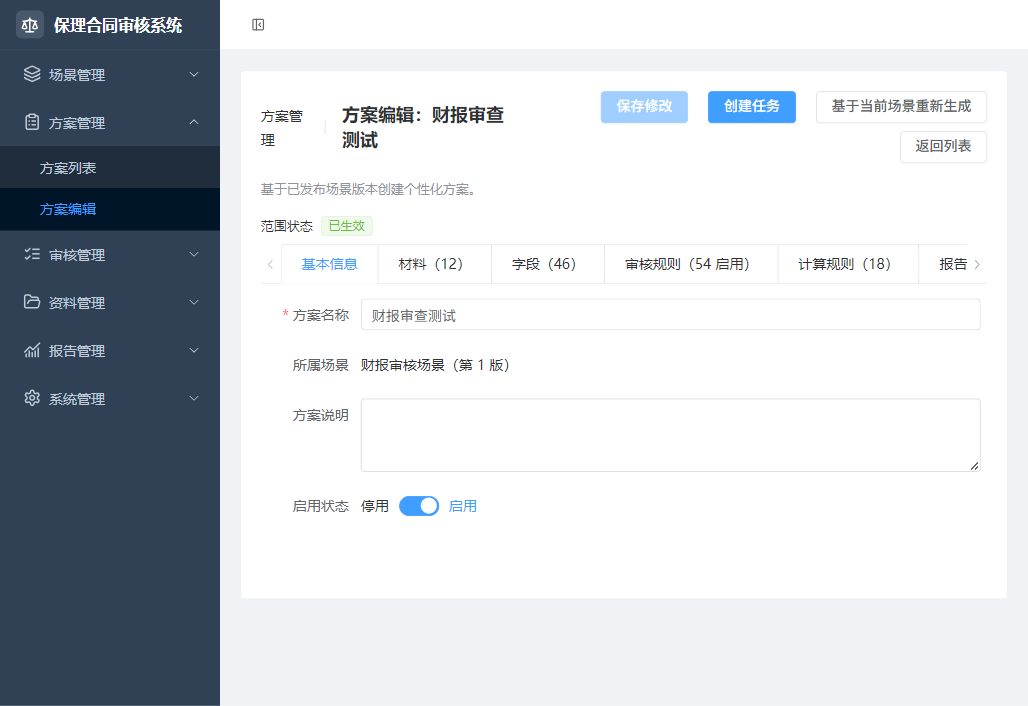 保理合同审核系统
场景管理
方案管理
方案列表
方案编辑
审核管理
资料管理
报告管理
系统管理
方案管
理
方案编辑：财报审查
测试
保存修改
创建任务
基于当前场景重新生成
返回列表
基于已发布场景版本创建个性化方案。
范围状态 已生效
基本信息 材料（12） 字段（46） 审核规则（54 启用） 计算规则（18） 报告
* 方案名称 财报审查测试
所属场景 财报审核场景（第 1 版）
方案说明
启用状态 停用 启用